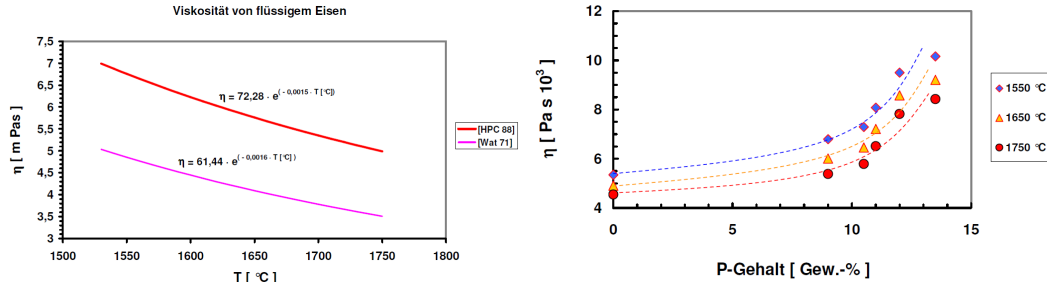 Viskosität von flüssigem Eisen
η [ m Pas ]
7,5
7
6,5
6
5,5
5
4,5
4
3,5
3
η = 72,28 · e^( - 0,0015 · T [°C])
η = 61,44 · e^( - 0,0016 · T [°C] )
1500 1550 1600 1650 1700 1750 1800
T [ °C ]
[HPC 88]
[Wat 71]
η [ Pa s 10³ ]
12
10
8
6
4
0 5 10 15
P-Gehalt [ Gew.-% ]
1550 °C
1650 °C
1750 °C